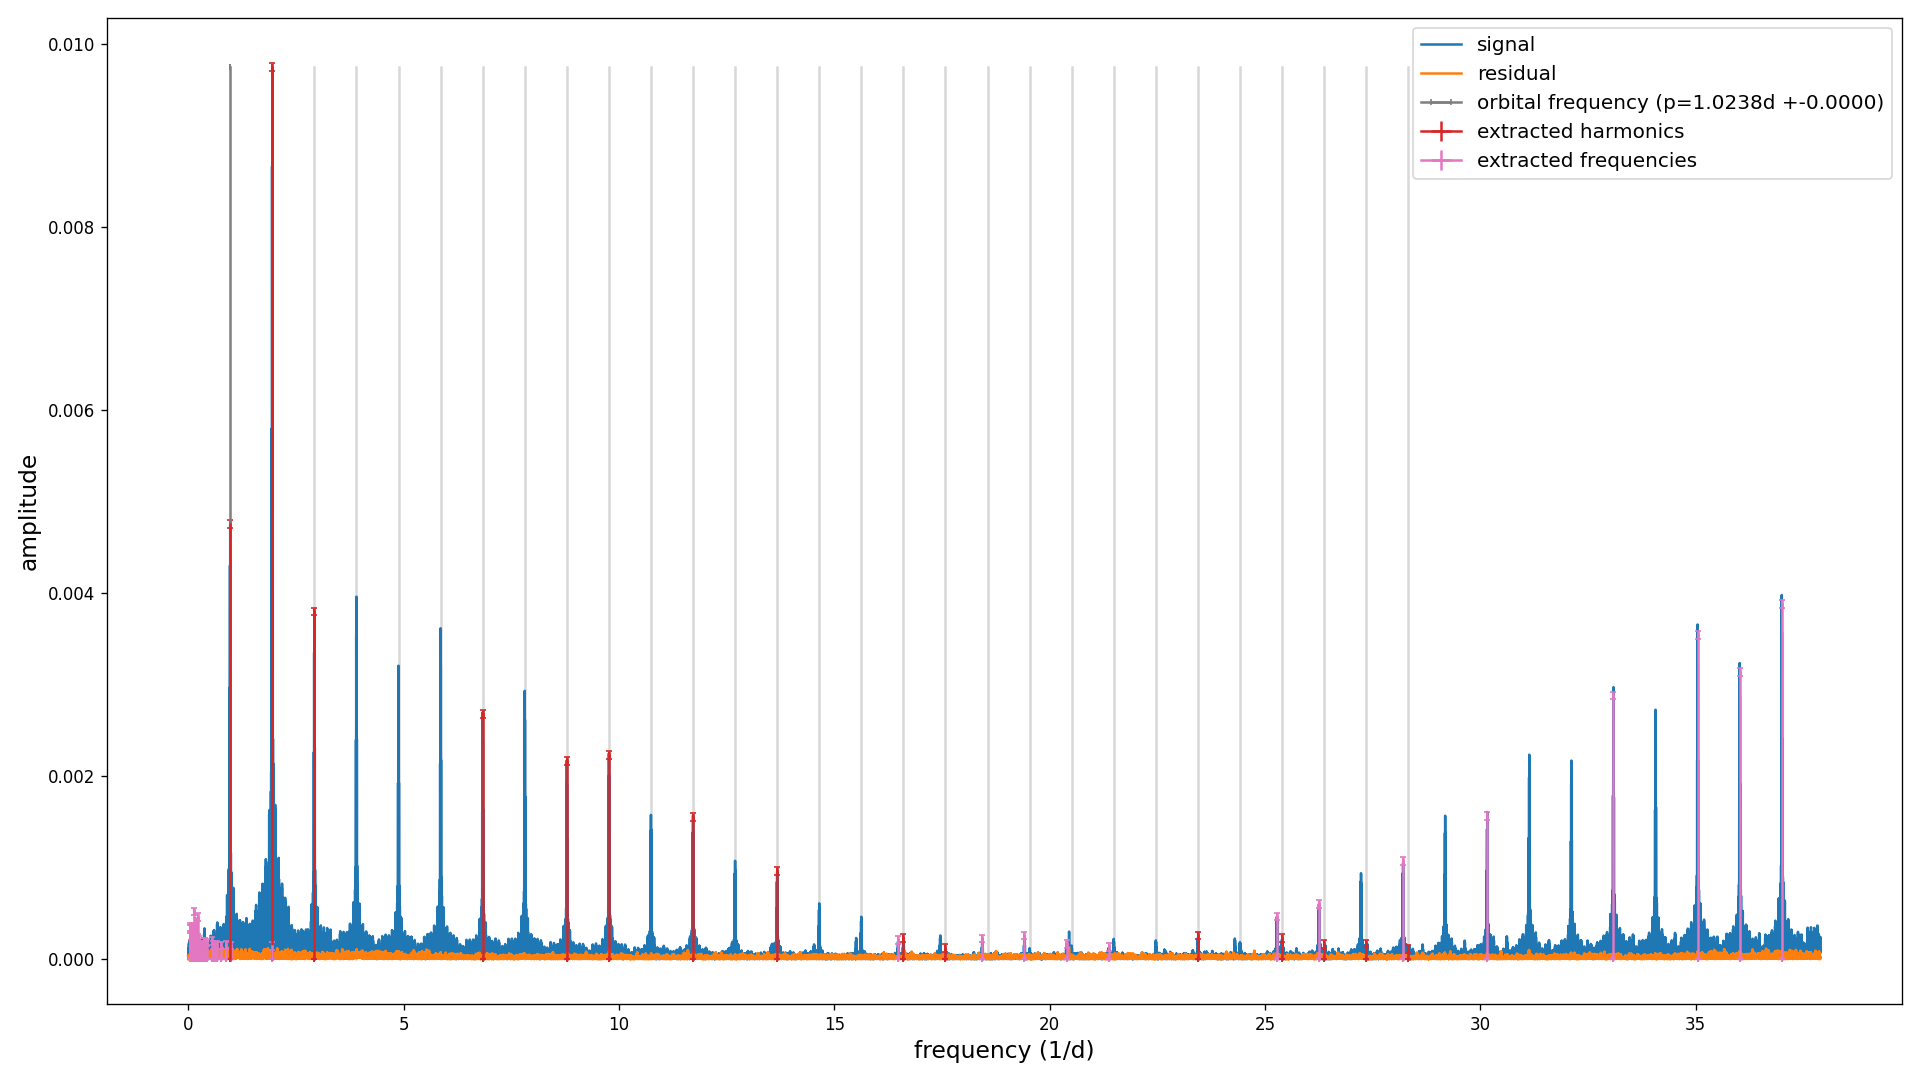 0.010
0.008
0.006
0.004
0.002
0.000
amplitude
0
5
10
15
20
25
30
35
frequency (1/d)
signal
residual
orbital frequency (p=1.0238d +-0.0000)
extracted harmonics
extracted frequencies